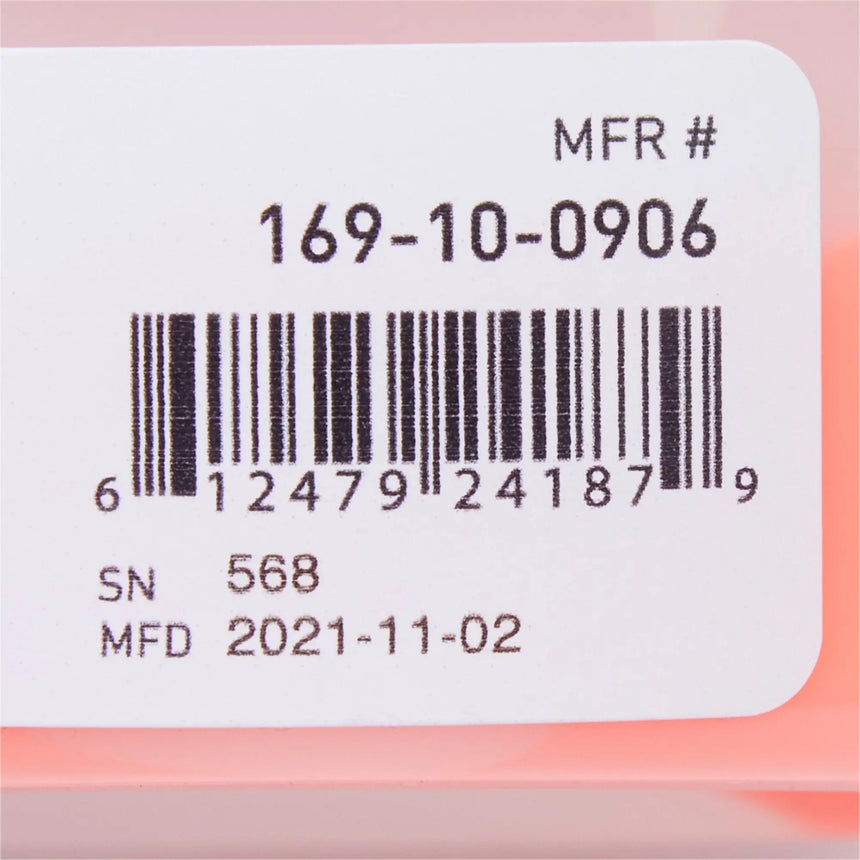 MFR #
169-10-0906
6 12479 24187 9
SN 568
MFD 2021-11-02